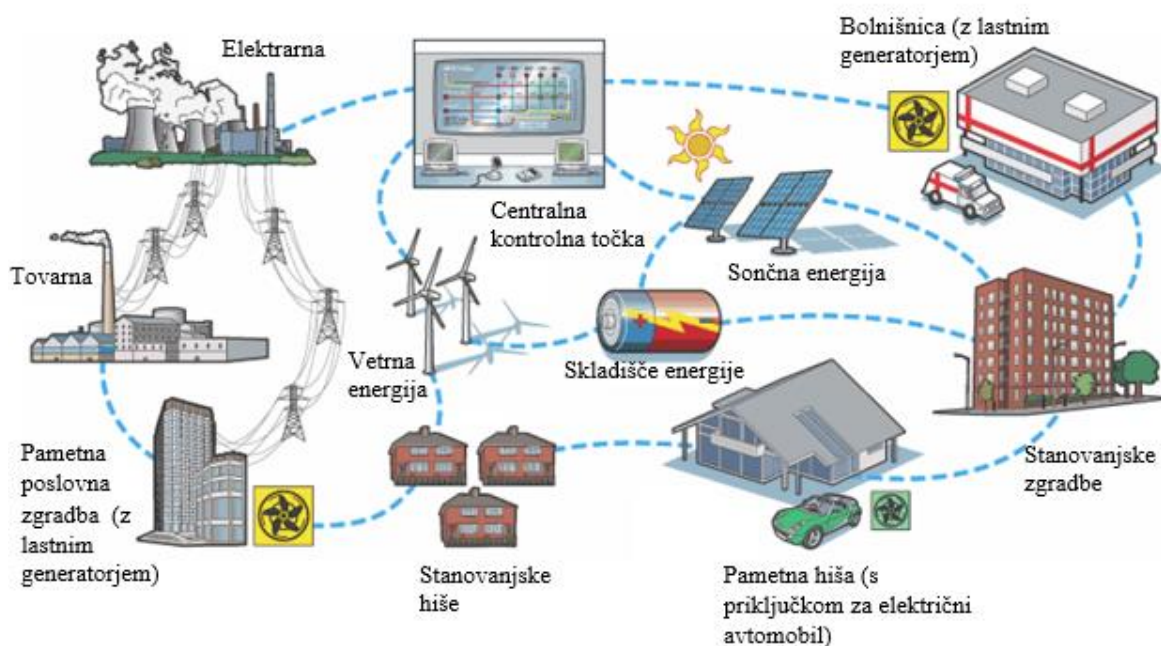 Elektrarna
Bolnišnica (z lastnim
generatorjem)
Centralna
kontrolna točka
Sončna energija
Tovarna
Vetrna
energija
Skladišče energije
Pametna
poslovna
zgradba (z
lastnim
generatorjem)
Stanovanjske
zgradbe
Stanovanjske
hiše
Pametna hiša (s
priključkom za električni
avtomobil)